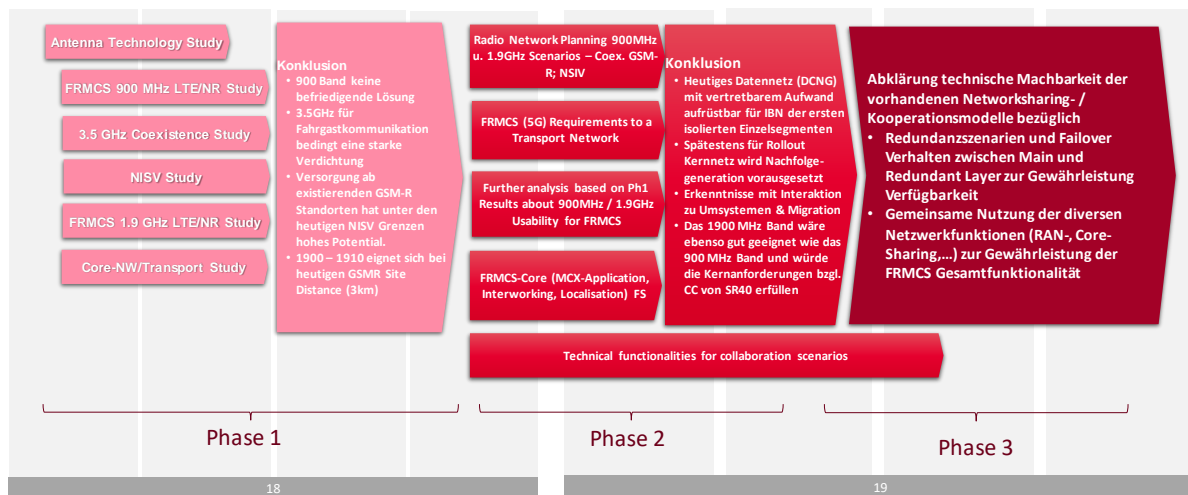 Antenna Technology Study
FRMCS 900 MHz LTE/NR Study
3.5 GHz Coexistence Study
NISV Study
FRMCS 1.9 GHz LTE/NR Study
Core-NW/Transport Study
Konklusion
• 900 Band keine
befriedigende Lösung
• 3.5GHz für
Fahrgastkommunikation
bedingt eine starke
Verdichtung
• Versorgung ab
existierenden GSM-R
Standorten hat unter den
heutigen NISV Grenzen
hohes Potential.
• 1900 – 1910 eignet sich bei
heutigen GSMR Site
Distance (3km)
Radio Network Planning 900MHz
u. 1.9GHz Scenarios – Coex. GSM-
R; NSIV
FRMCS (5G) Requirements to a
Transport Network
Further analysis based on Ph1
Results about 900MHz / 1.9GHz
Usability for FRMCS
FRMCS-Core (MCX-Application,
Interworking, Localisation) FS
Konklusion
• Heutiges Datennetz (DCNG)
mit vertretbarem Aufwand
aufrüstbar für IBN der ersten
isolierten Einzelsegmenten
• Spätestens für Rollout
Kernnetz wird Nachfolge-
generation vorausgesetzt
• Erkenntnisse mit Interaktion
zu Umsystemen & Migration
• Das 1900 MHz Band wäre
ebenso gut geeignet wie das
900 MHz Band und würde
die Kernanforderungen bzgl.
CC von SR40 erfüllen
Technical functionalities for collaboration scenarios
Abklärung technische Machbarkeit der
vorhandenen Networksharing- /
Kooperationsmodelle bezüglich
• Redundanzszenarien und Failover
Verhalten zwischen Main und
Redundant Layer zur Gewährleistung
Verfügbarkeit
• Gemeinsame Nutzung der diversen
Netzwerkfunktionen (RAN-, Core-
Sharing,...) zur Gewährleistung der
FRMCS Gesamtfunktionalität
Phase 1
Phase 2
Phase 3
18
19